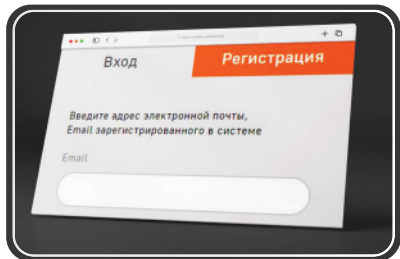 Вход
Регистрация
Введите адрес электронной почты,
Email зарегистрированного в системе
Email